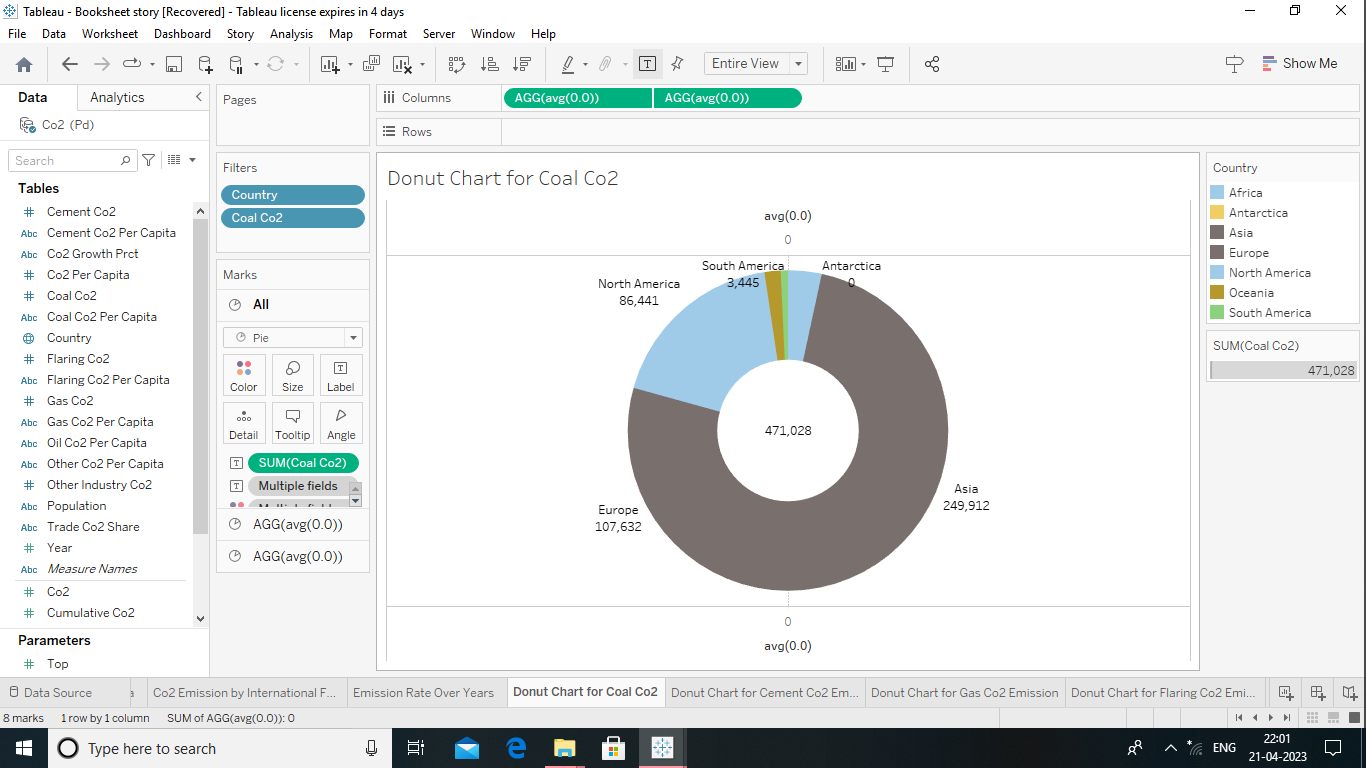 Tableau - Booksheet story [Recovered] - Tableau license expires in 4 days
File Data Worksheet Dashboard Story Analysis Map Format Server Window Help
Entire View
Show Me
Data Analytics
Co2 (Pd)
Search
Tables
Cement Co2
Abc Cement Co2 Per Capita
Abc Co2 Growth Prct
Co2 Per Capita
Coal Co2
Abc Coal Co2 Per Capita
Country
Flaring Co2
Abc Flaring Co2 Per Capita
Gas Co2
Abc Gas Co2 Per Capita
Abc Oil Co2 Per Capita
Abc Other Co2 Per Capita
Other Industry Co2
Abc Population
Abc Trade Co2 Share
Year
Abc Measure Names
Co2
Cumulative Co2
Parameters
Top
Pages
Filters
Country
Coal Co2
Marks
All
Pie
Color Size Label
Detail Tooltip Angle
SUM(Coal Co2)
Multiple fields
AGG(avg(0.0))
AGG(avg(0.0))
Columns AGG(avg(0.0)) AGG(avg(0.0))
Rows
Donut Chart for Coal Co2
avg(0.0)
0
South America
3,445
Antarctica
0
North America
86,441
471,028
Asia
249,912
Europe
107,632
0
avg(0.0)
Country
Africa
Antarctica
Asia
Europe
North America
Oceania
South America
SUM(Coal Co2)
471,028
Data Source Co2 Emission by International F... Emission Rate Over Years Donut Chart for Coal Co2 Donut Chart for Cement Co2 Em... Donut Chart for Gas Co2 Emission Donut Chart for Flaring Co2 Emi...
8 marks 1 row by 1 column SUM of AGG(avg(0.0)): 0
Type here to search
ENG
22:01
21-04-2023